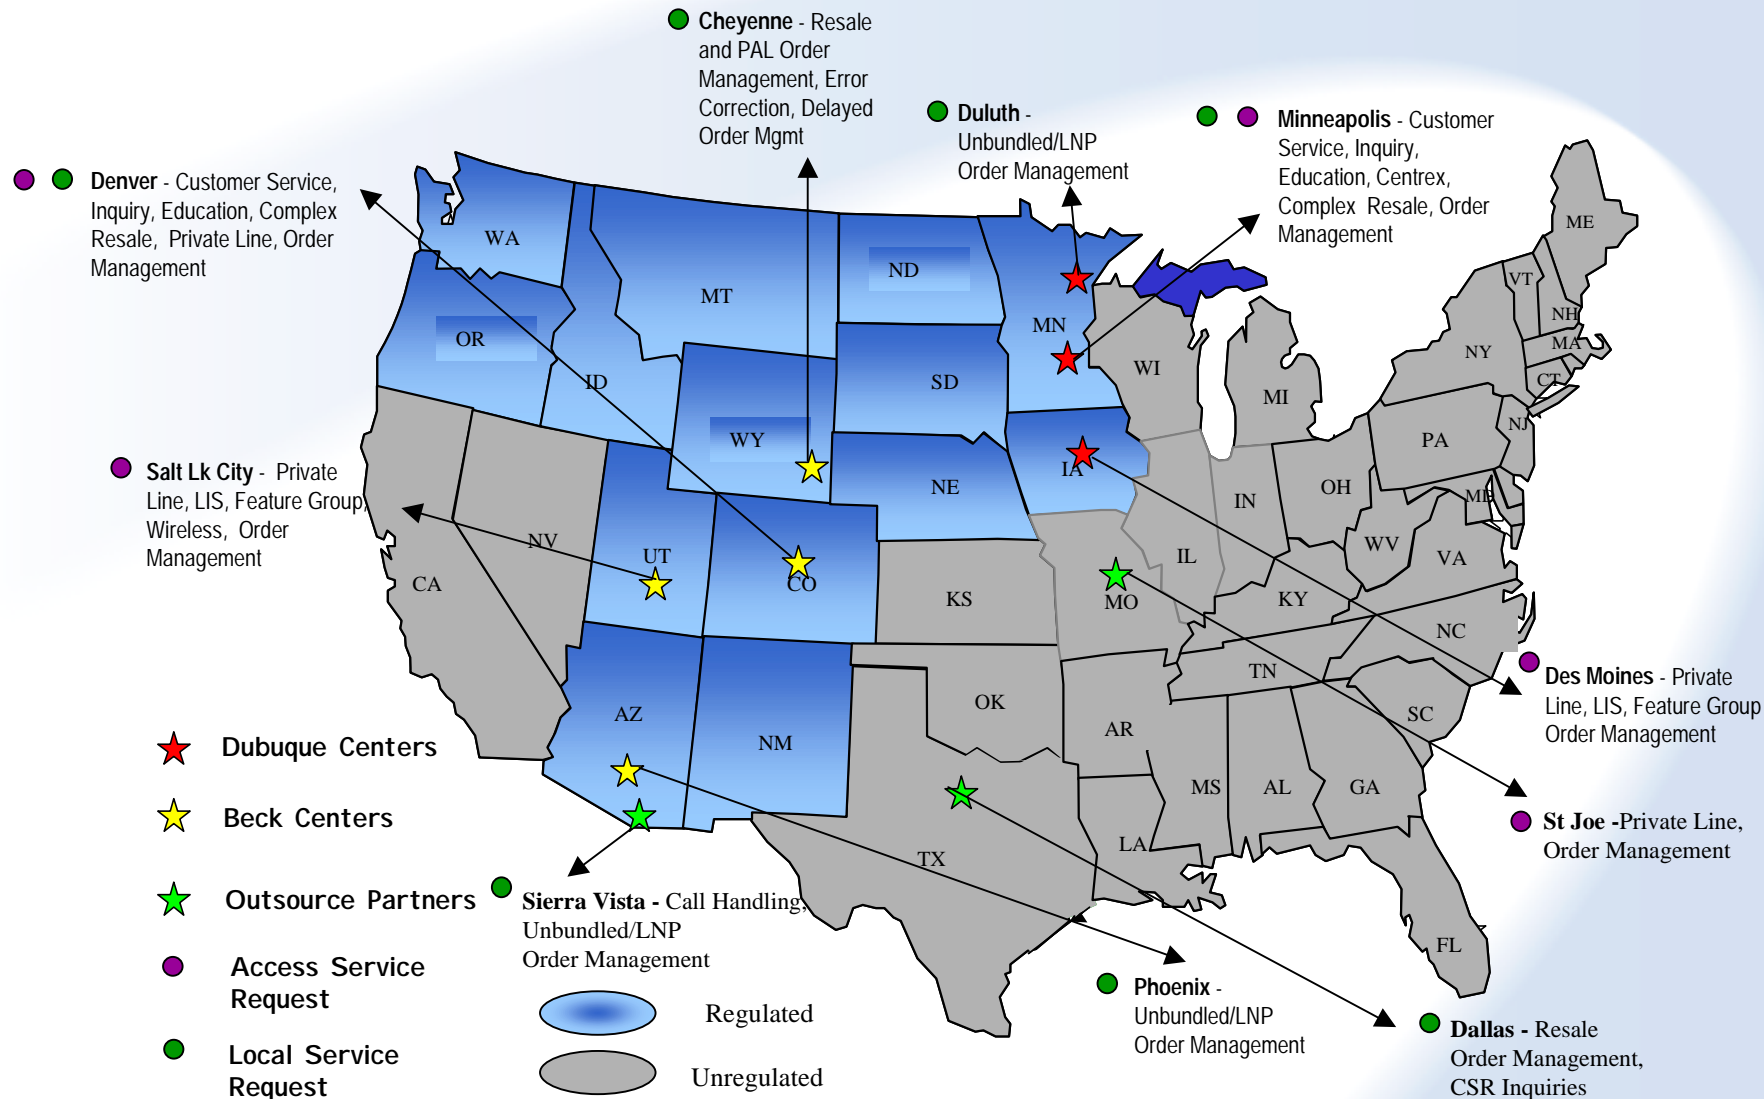 Cheyenne - Resale
and PAL Order
Management, Error
Correction, Delayed
Order Mgmt
Duluth -
Unbundled/LNP
Order Management
Minneapolis - Customer
Service, Inquiry,
Education, Centrex,
Complex Resale, Order
Management
Denver - Customer Service,
Inquiry, Education, Complex
Resale, Private Line, Order
Management
Salt Lk City - Private
Line, LIS, Feature Group,
Wireless, Order
Management
WA
OR
ID
MT
ND
MN
SD
WY
NE
IA
WI
MI
ME
VT
NH
MA
CT
NY
NJ
PA
MD
OH
IN
IL
WV
VA
KY
NC
TN
SC
CA
NV
UT
CO
KS
MO
AZ
NM
OK
AR
MS
AL
GA
TX
LA
FL
Des Moines - Private
Line, LIS, Feature Group
Order Management
St Joe -Private Line,
Order Management
Dubuque Centers
Beck Centers
Outsource Partners
Access Service
Request
Local Service
Request
Sierra Vista - Call Handling,
Unbundled/LNP
Order Management
Regulated
Unregulated
Phoenix -
Unbundled/LNP
Order Management
Dallas - Resale
Order Management,
CSR Inquiries